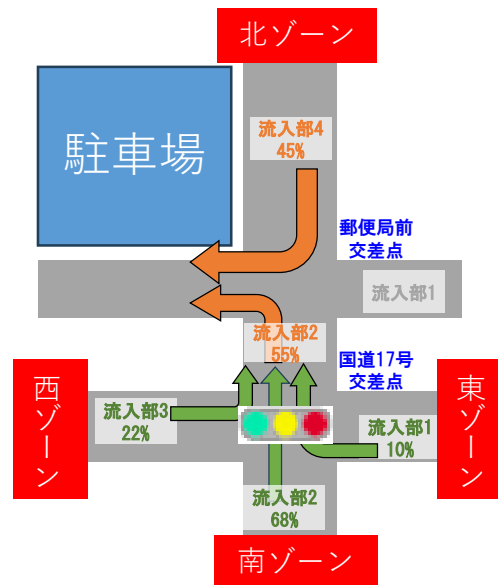 北ゾーン
駐車場
流入部4
45%
郵便局前
交差点
流入部1
流入部2
55%
国道17号
交差点
西ゾーン
東ゾーン
流入部3
22%
流入部1
10%
流入部2
68%
南ゾーン